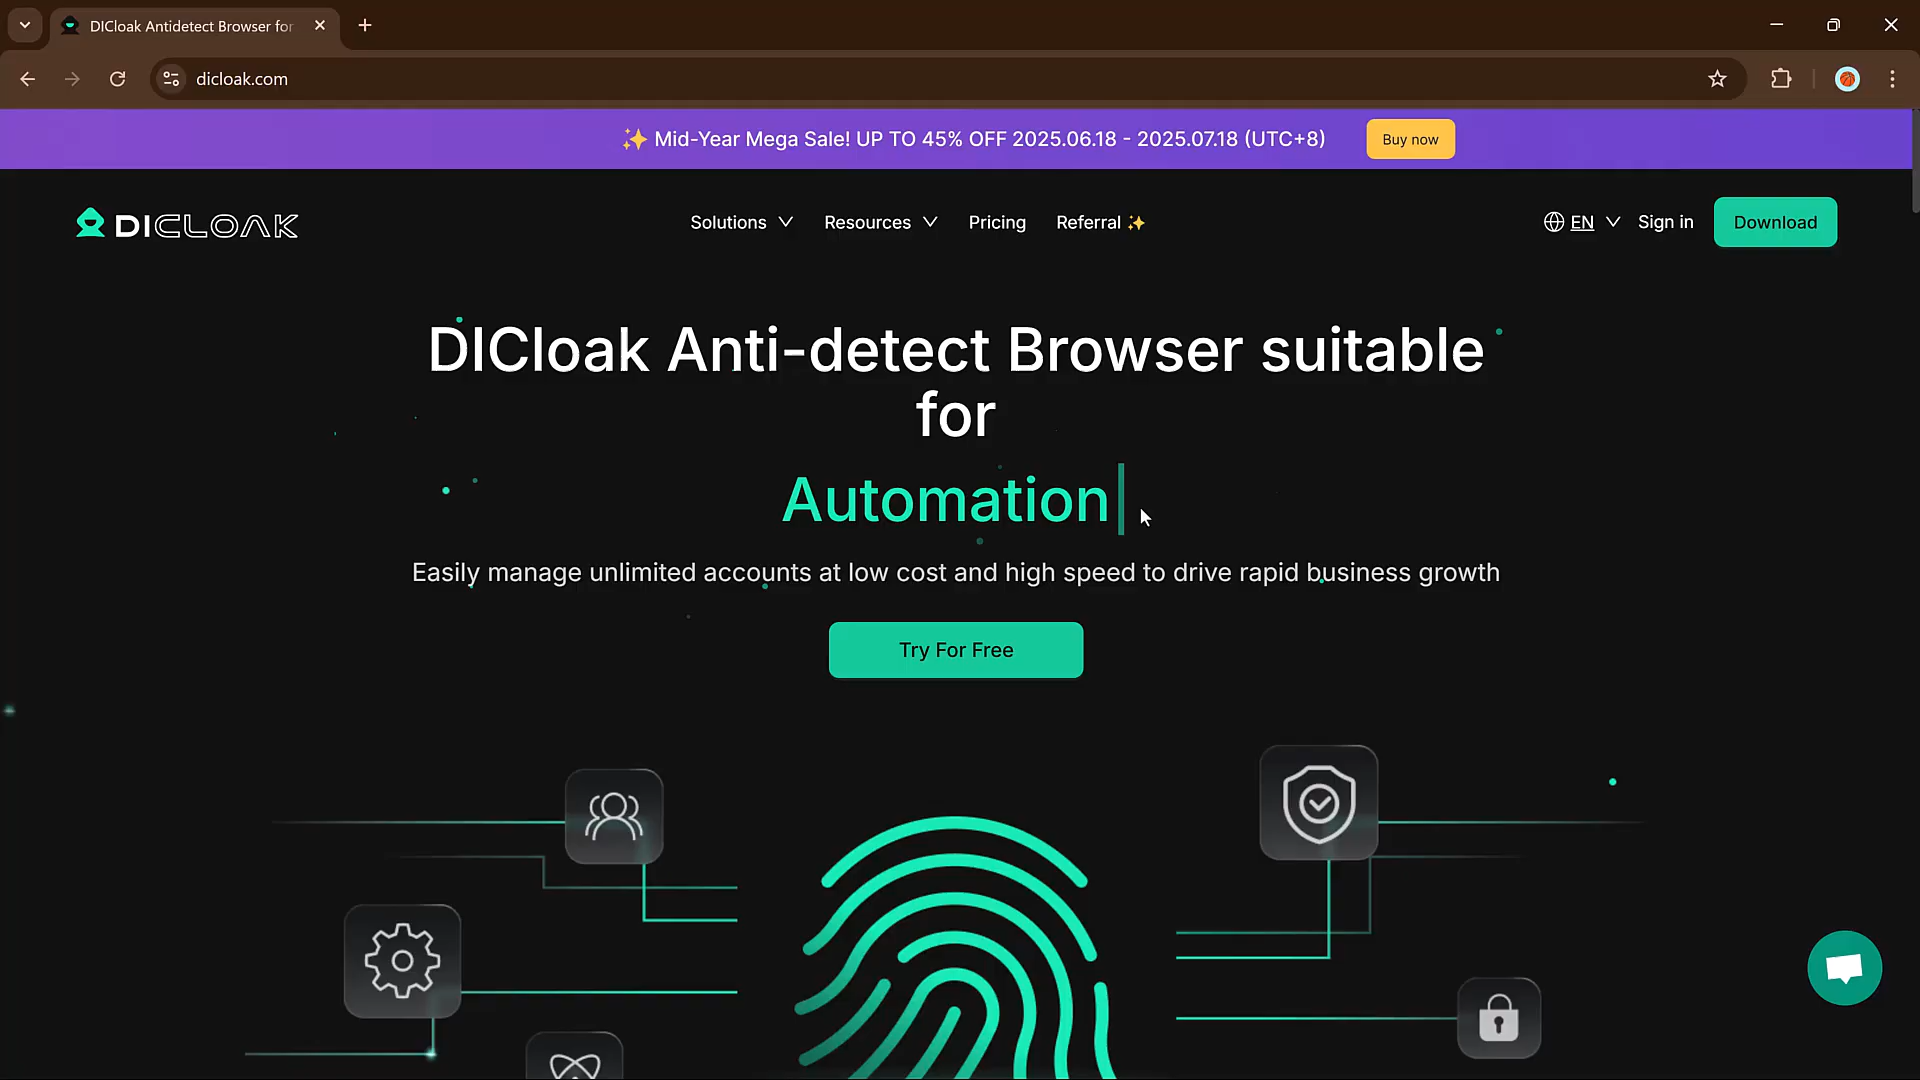 DICloak Antidetect Browser for
dicloak.com
✨ Mid-Year Mega Sale! UP TO 45% OFF 2025.06.18 - 2025.07.18 (UTC+8)
Buy now
DICLOAK
Solutions
Resources
Pricing
Referral ✨
EN
Sign in
Download
DICloak Anti-detect Browser suitable
for
Automation
Easily manage unlimited accounts at low cost and high speed to drive rapid business growth
Try For Free